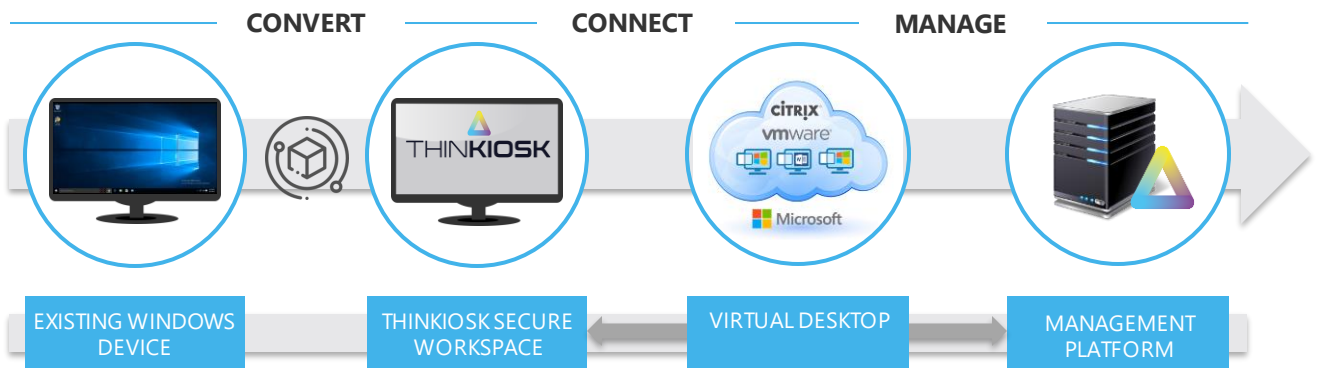 CONVERT
CONNECT
MANAGE
THINKIOSK
CITRIX
vmware
Microsoft
EXISTING WINDOWS
DEVICE
THINKIOSK SECURE
WORKSPACE
VIRTUAL DESKTOP
MANAGEMENT
PLATFORM